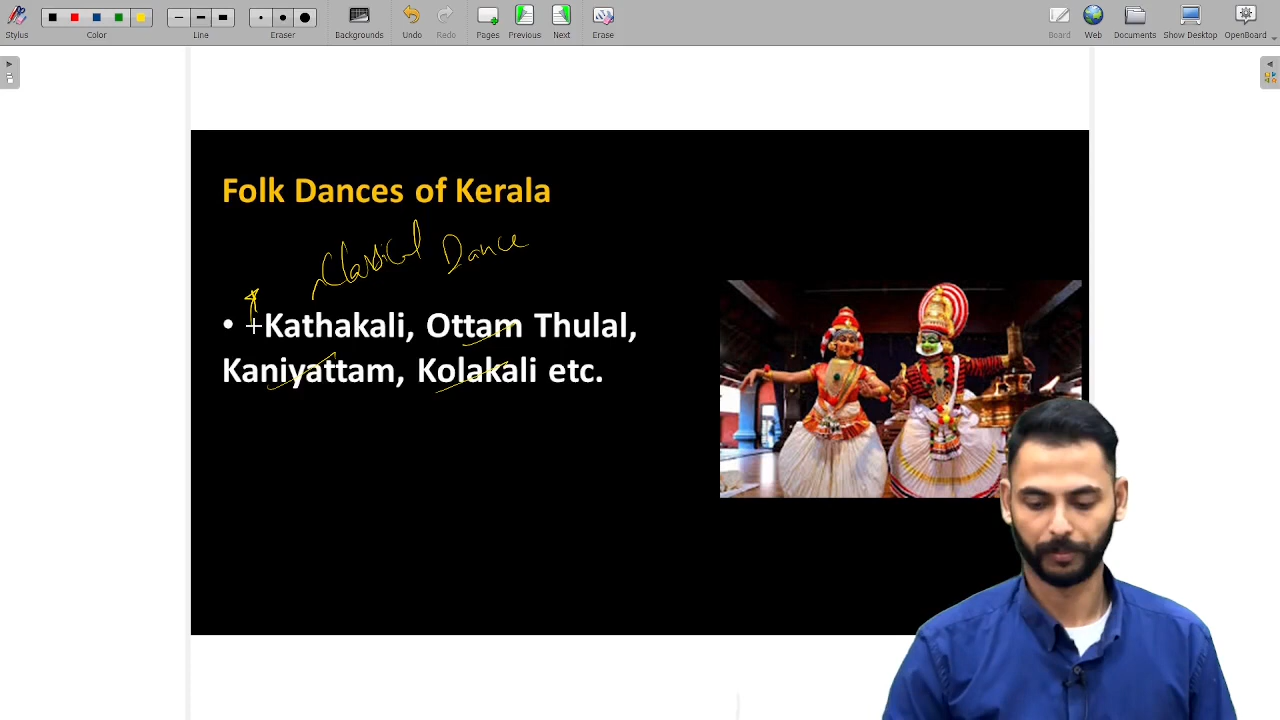 Stylus Color Line Eraser Backgrounds Undo Redo Pages Previous Next Erase Board Web Documents Show Desktop OpenBoard
Folk Dances of Kerala
Classical Dance
• Kathakali, Ottam Thulal,
Kaniyattam, Kolakali etc.